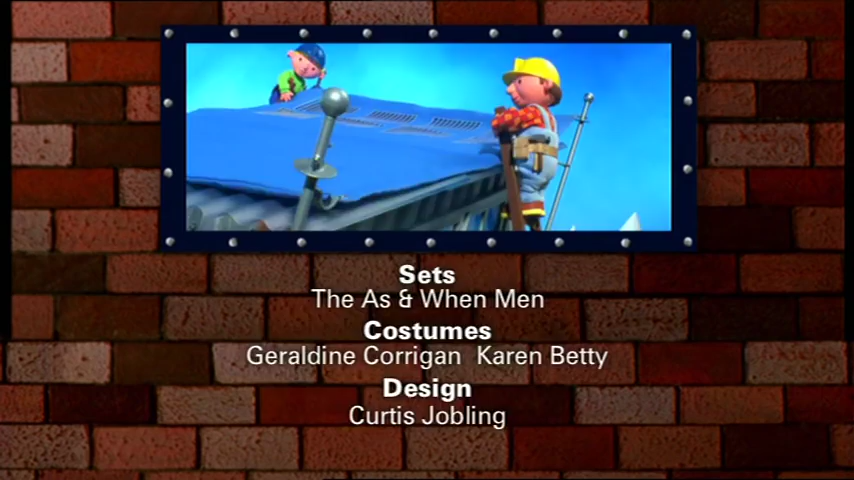 Sets
The As & When Men
Costumes
Geraldine Corrigan  Karen Betty
Design
Curtis Jobling